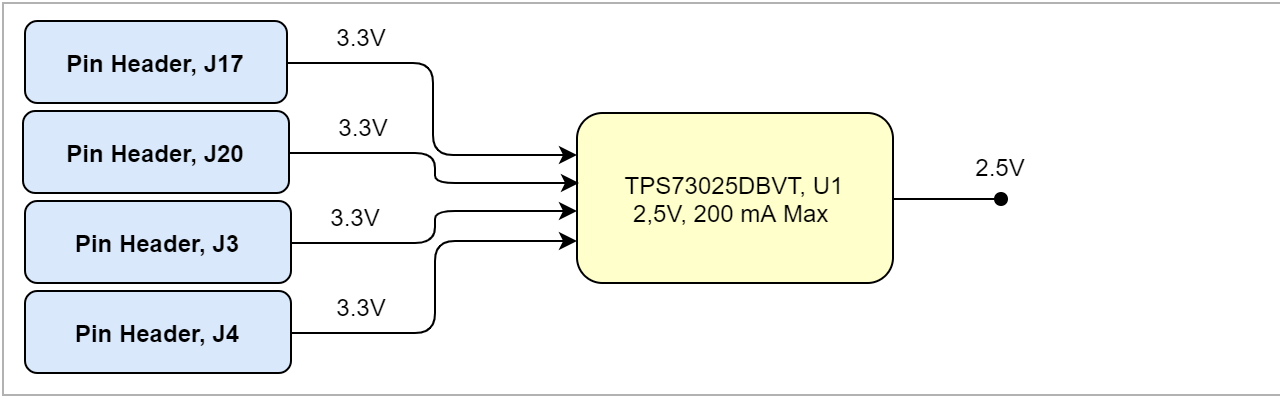 Pin Header, J17
3.3V
Pin Header, J20
3.3V
Pin Header, J3
3.3V
Pin Header, J4
3.3V
TPS73025DBVT, U1
2,5V, 200 mA Max
2.5V